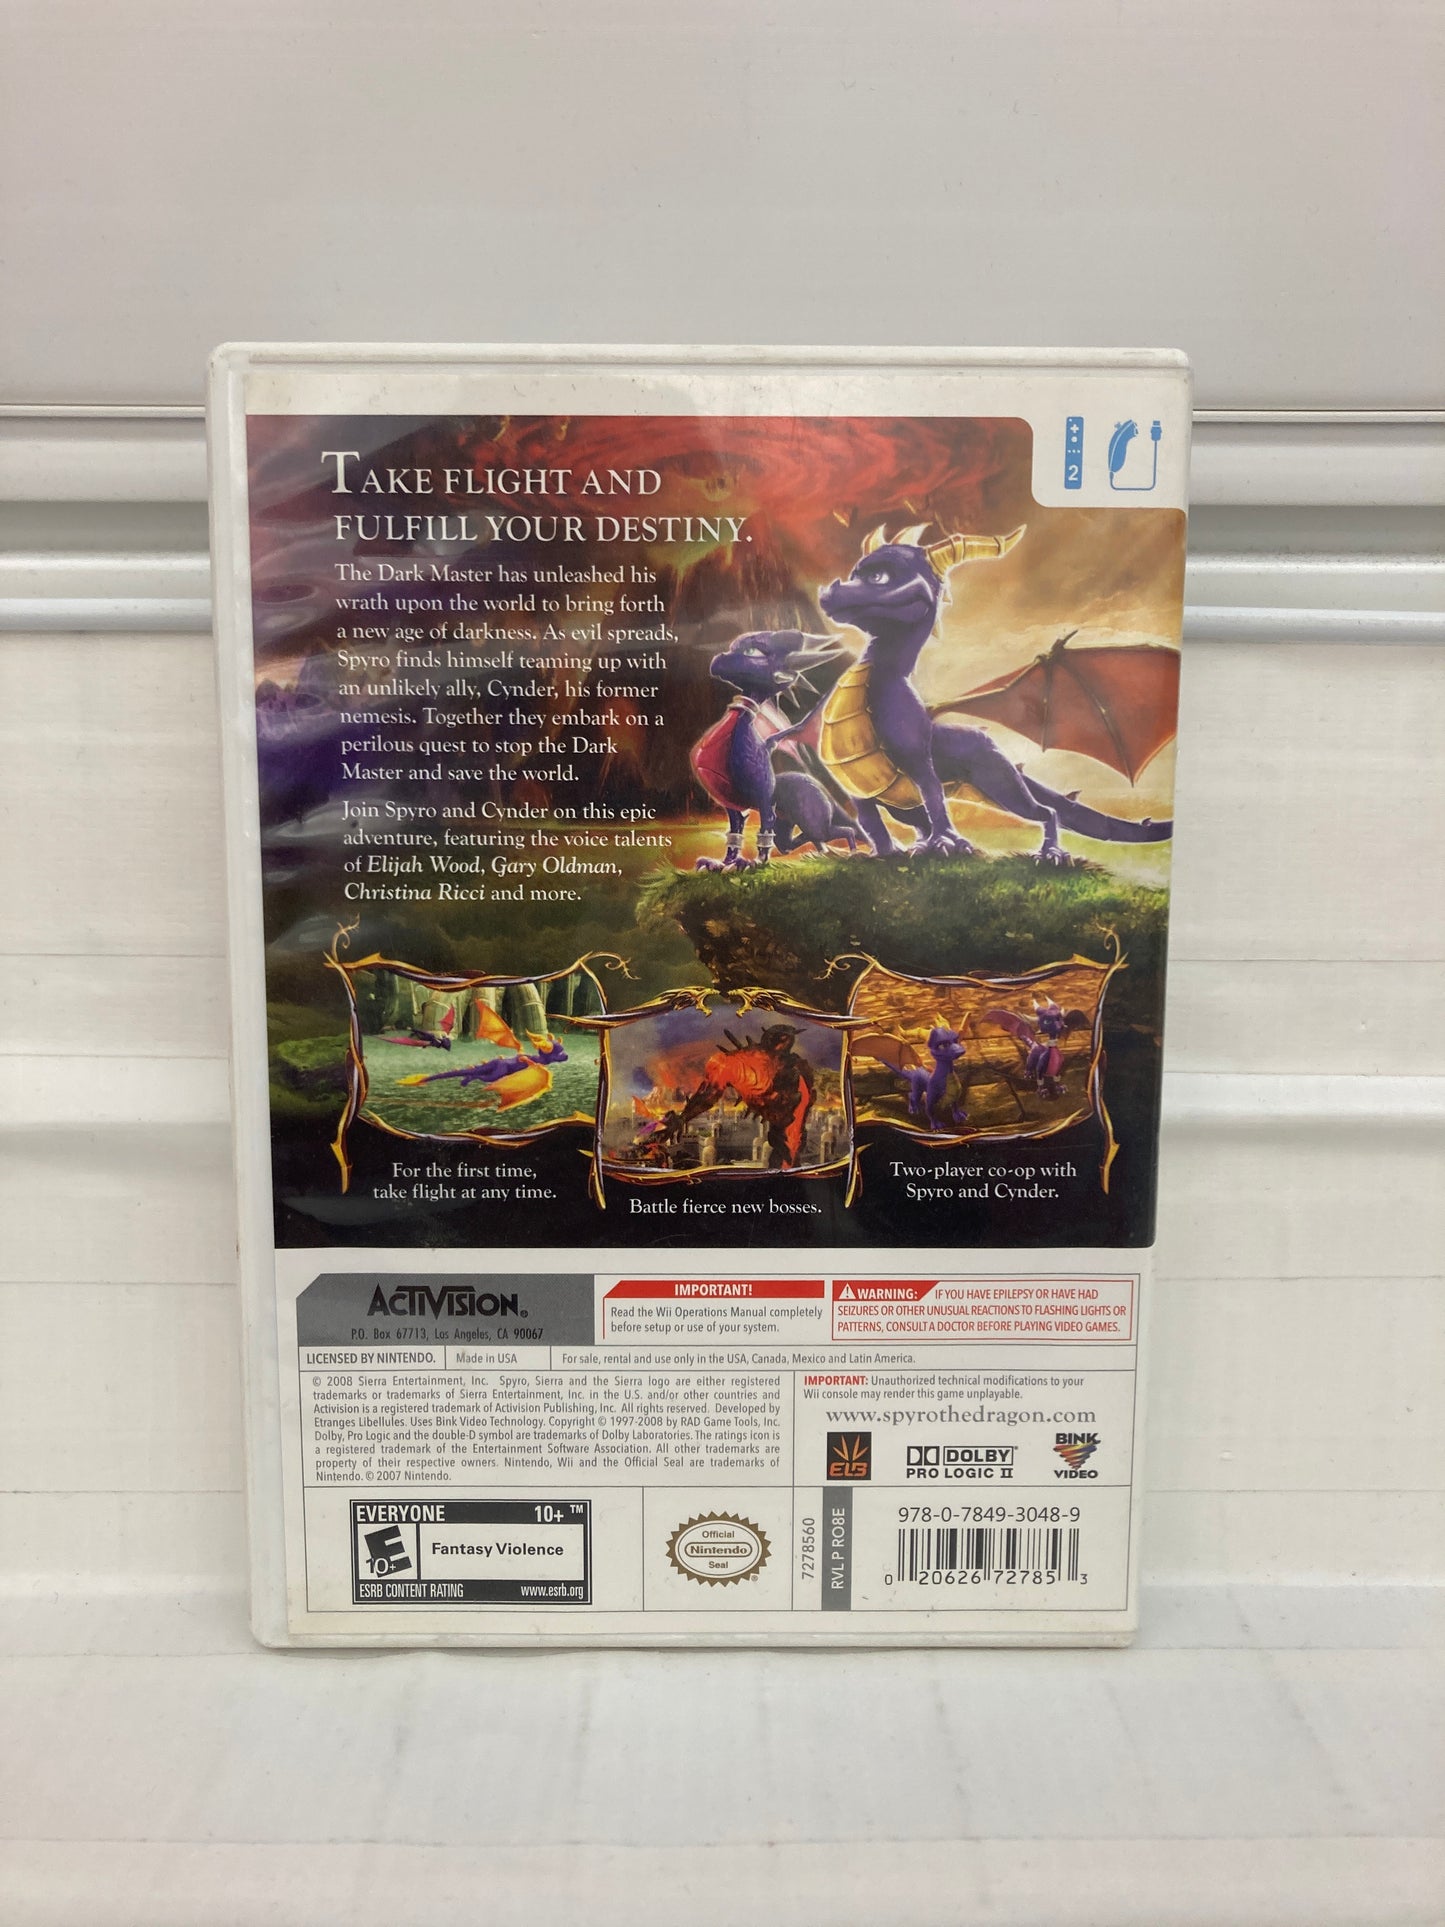 2
TAKE FLIGHT AND
FULFILL YOUR DESTINY.
The Dark Master has unleashed his
wrath upon the world to bring forth
a new age of darkness. As evil spreads,
Spyro finds himself teaming up with
an unlikely ally, Cynder, his former
nemesis. Together they embark on a
perilous quest to stop the Dark
Master and save the world.
Join Spyro and Cynder on this epic
adventure, featuring the voice talents
of Elijah Wood, Gary Oldman,
Christina Ricci and more.
For the first time,
take flight at any time.
Battle fierce new bosses.
Two-player co-op with
Spyro and Cynder.
ACTIVISION®
P.O. Box 67713, Los Angeles, CA 90067
IMPORTANT!
Read the Wii Operations Manual completely
before setup or use of your system.
WARNING: IF YOU HAVE EPILEPSY OR HAVE HAD
SEIZURES OR OTHER UNUSUAL REACTIONS TO FLASHING LIGHTS OR
PATTERNS, CONSULT A DOCTOR BEFORE PLAYING VIDEO GAMES.
LICENSED BY NINTENDO.
Made in USA
For sale, rental and use only in the USA, Canada, Mexico and Latin America.
© 2008 Sierra Entertainment, Inc. Spyro, Sierra and the Sierra logo are either registered
trademarks or trademarks of Sierra Entertainment, Inc. in the U.S. and/or other countries and
Activision is a registered trademark of Activision Publishing, Inc. All rights reserved. Developed by
Etranges Libellules. Uses Bink Video Technology. Copyright © 1997-2008 by RAD Game Tools, Inc.
Dolby, Pro Logic and the double-D symbol are trademarks of Dolby Laboratories. The ratings icon is
a registered trademark of the Entertainment Software Association. All other trademarks are
property of their respective owners. Nintendo, Wii and the Official Seal are trademarks of
Nintendo. © 2007 Nintendo.
IMPORTANT: Unauthorized technical modifications to your
Wii console may render this game unplayable.
www.spyrothedragon.com
ELB
DOLBY®
PRO LOGIC II
BINK
VIDEO
EVERYONE 10+ ™
E
10+
Fantasy Violence
ESRB CONTENT RATING www.esrb.org
Official
Nintendo
Seal
®
7278560
RVL P RO8E
978-0-7849-3048-9
0 20626 72785 3